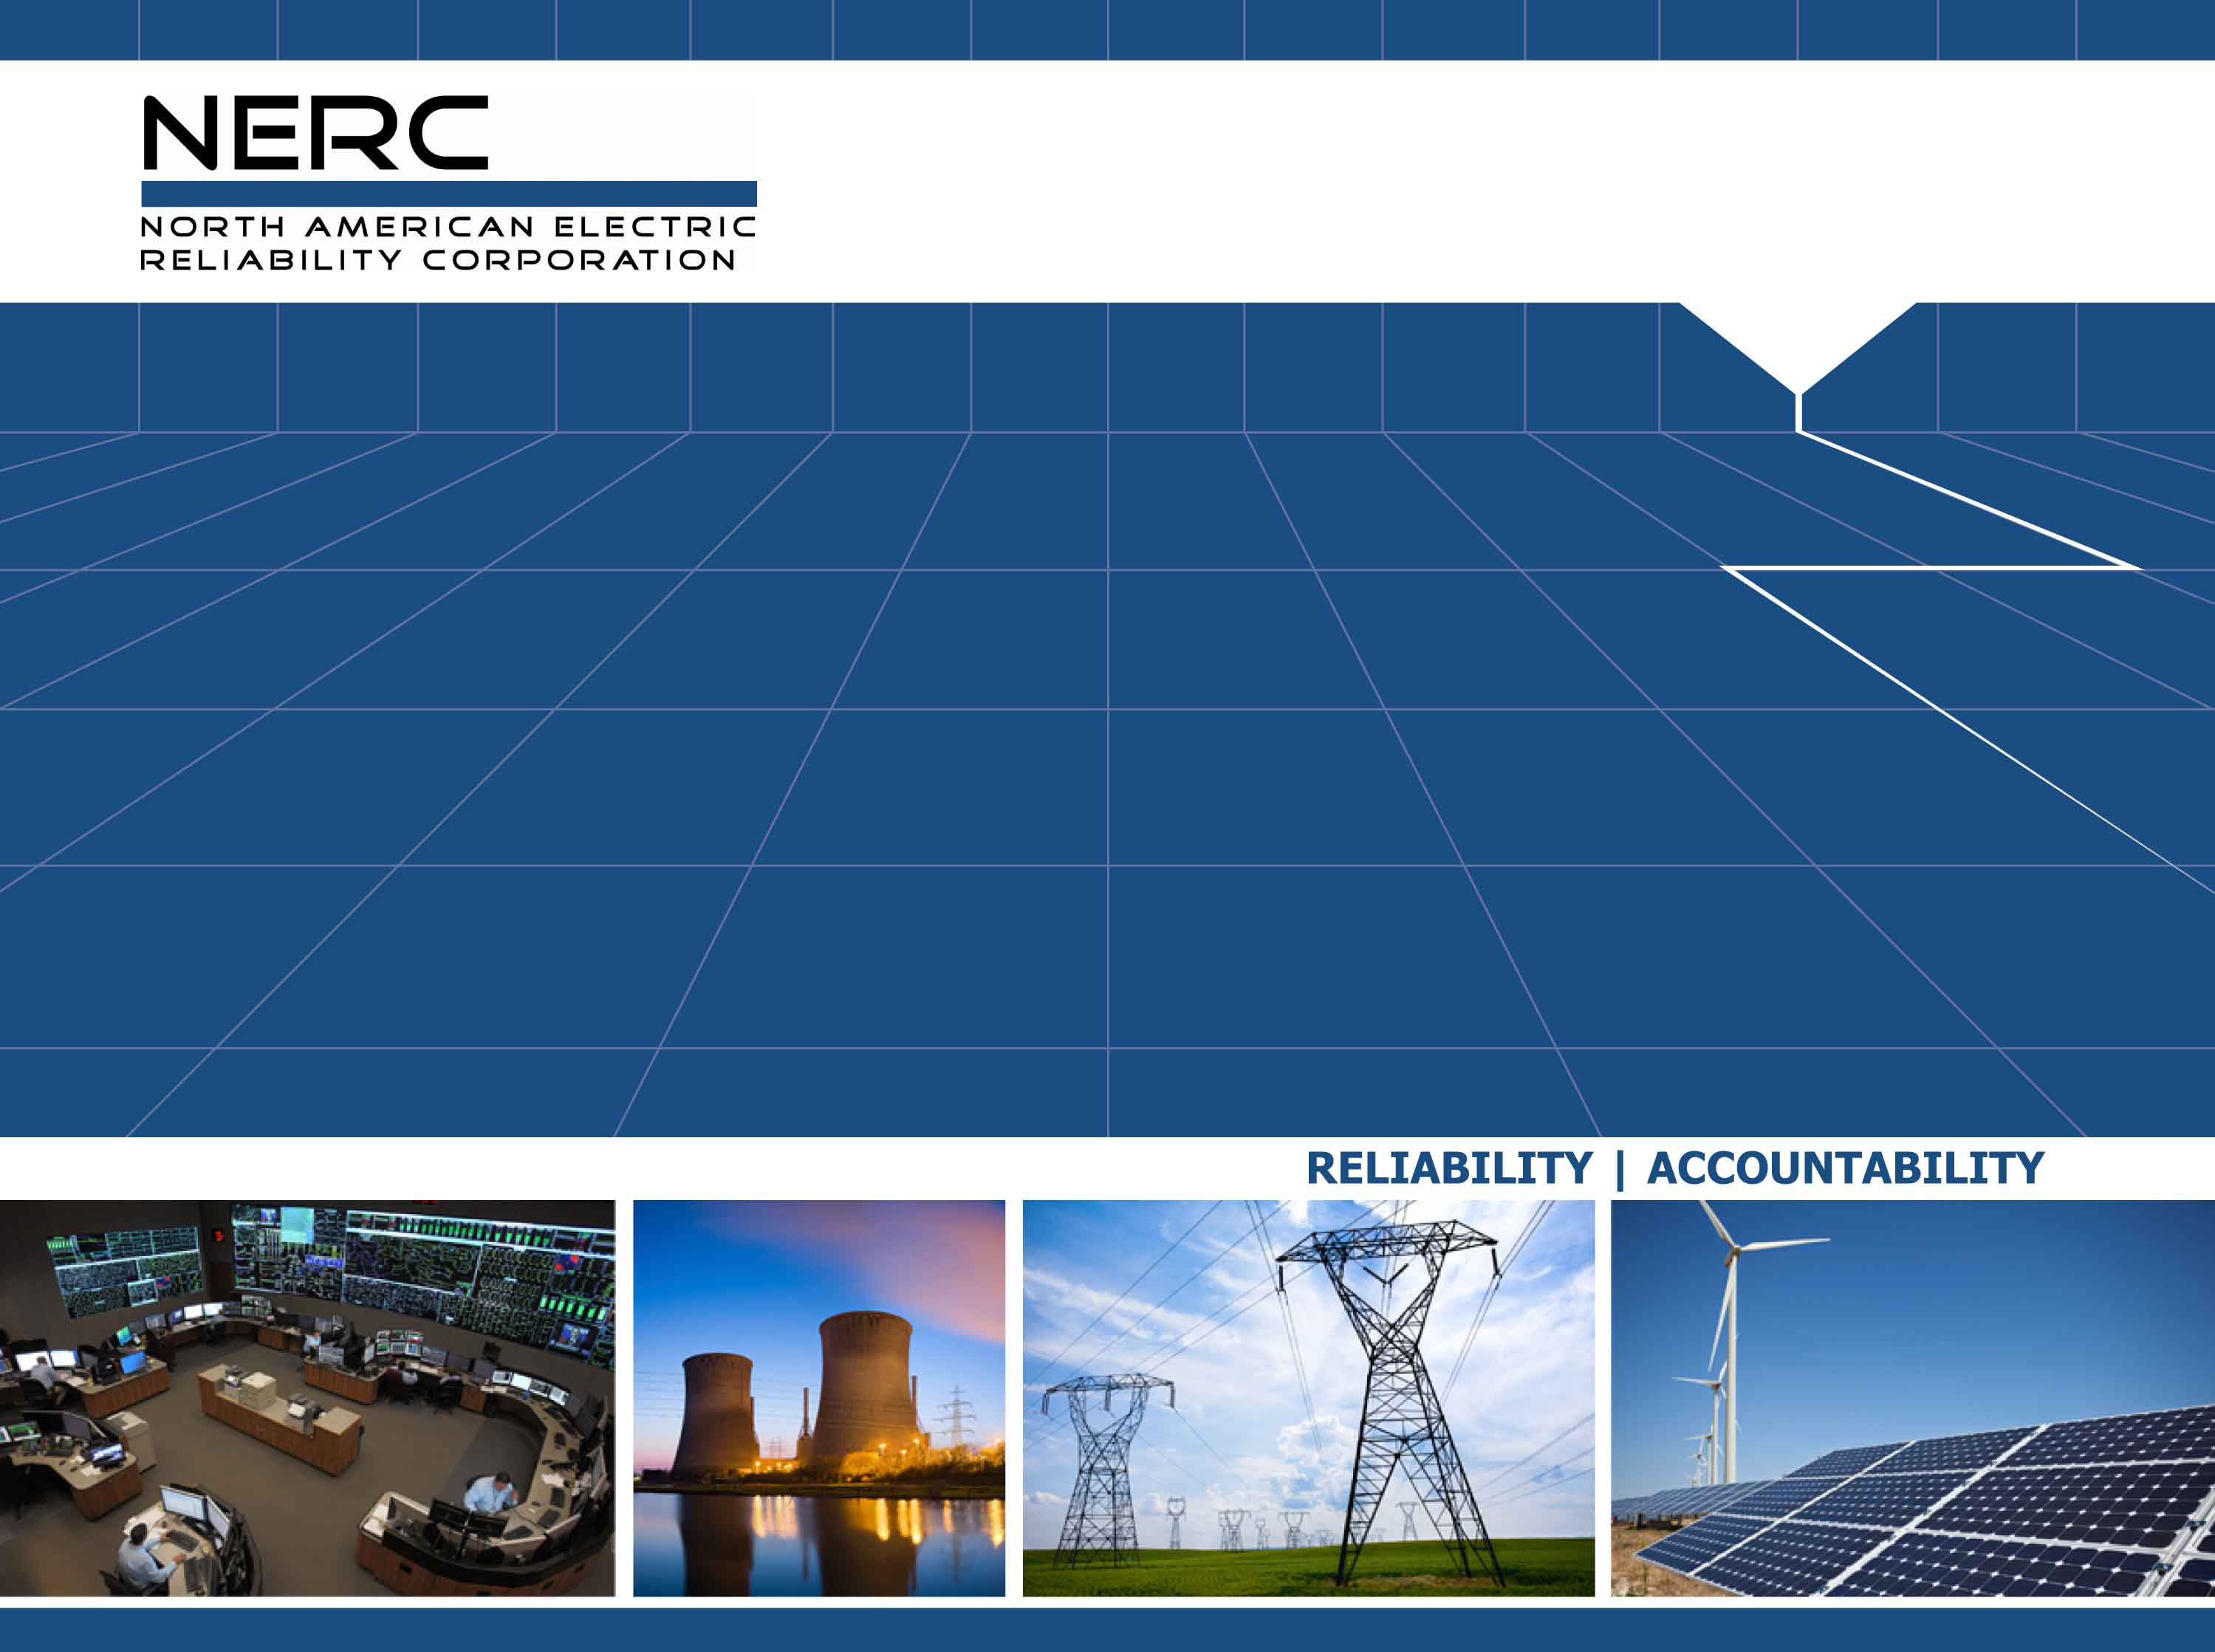 NERC
NORTH AMERICAN ELECTRIC
RELIABILITY CORPORATION
RELIABILITY | ACCOUNTABILITY